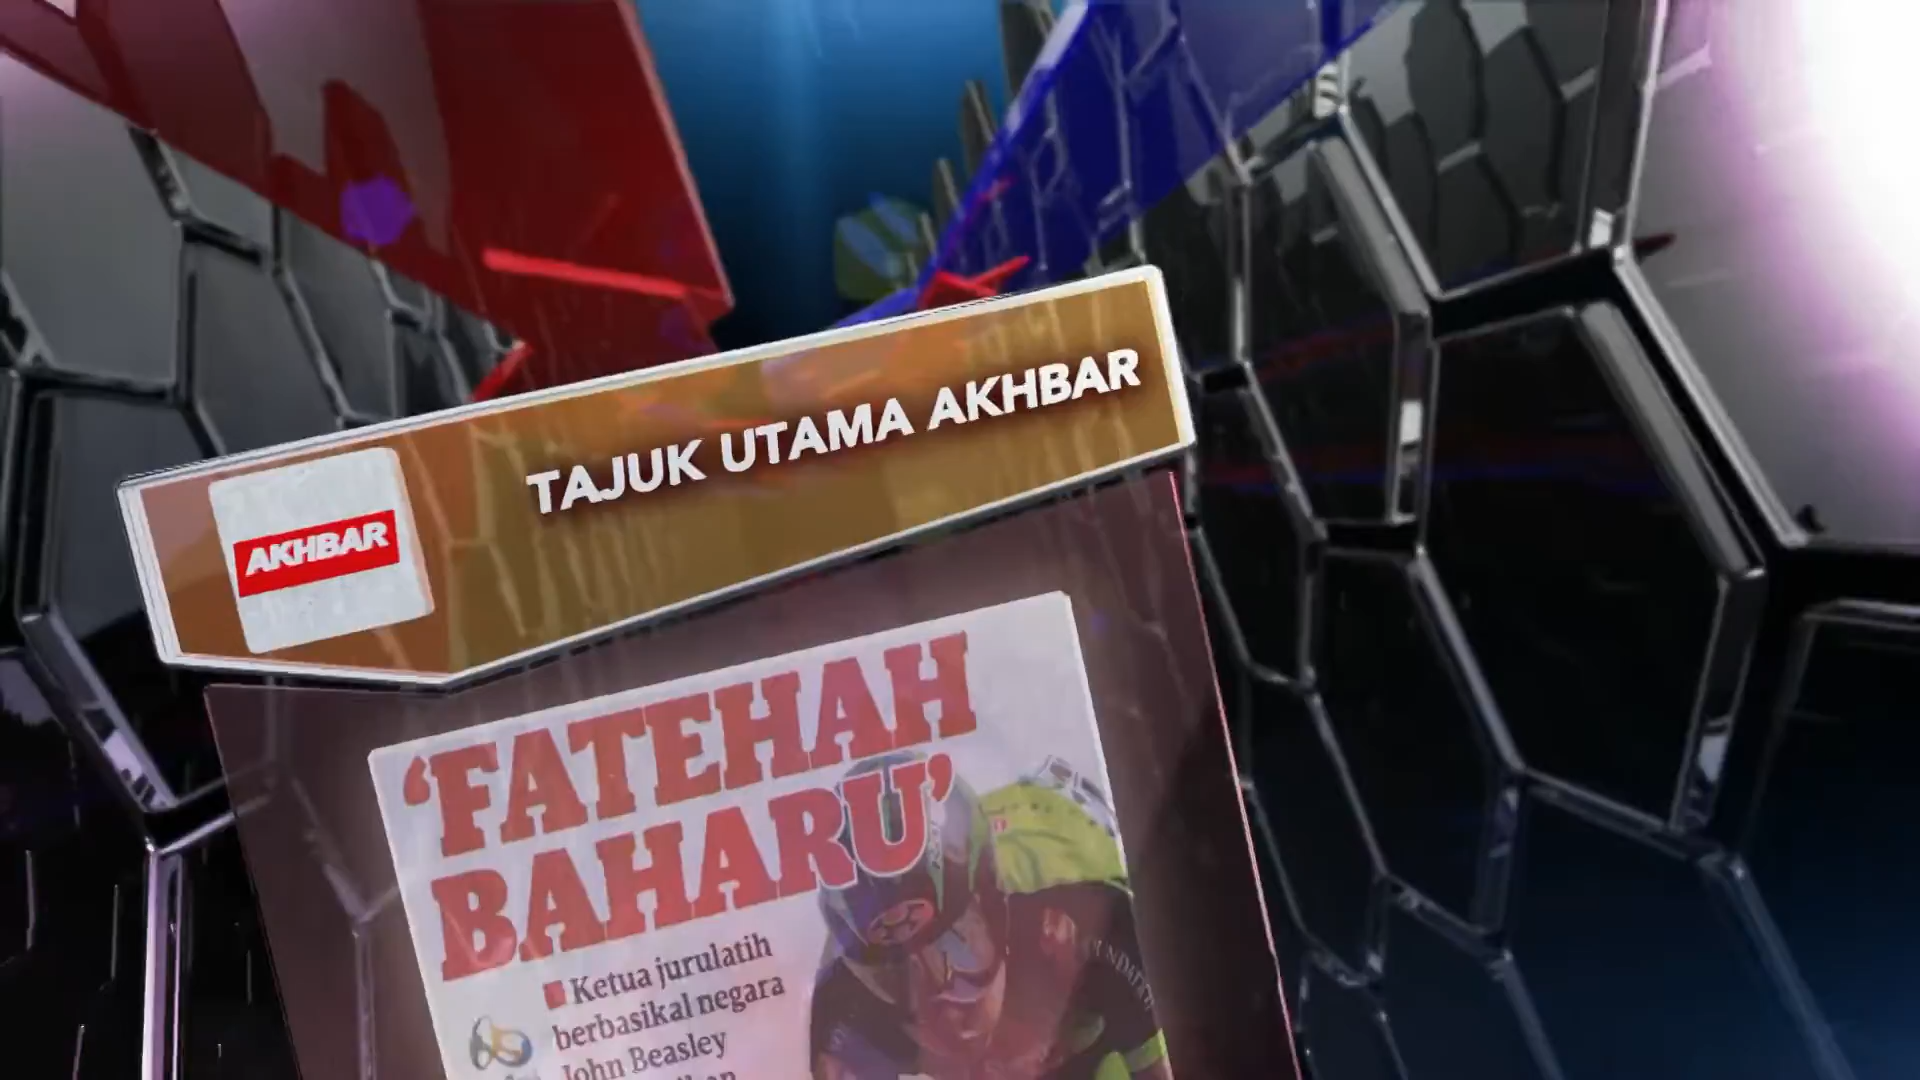 TAJUK UTAMA AKHBAR
AKHBAR
'FATEHAH
BAHARU'
Ketua jurulatih
berbasikal negara
John Beasley